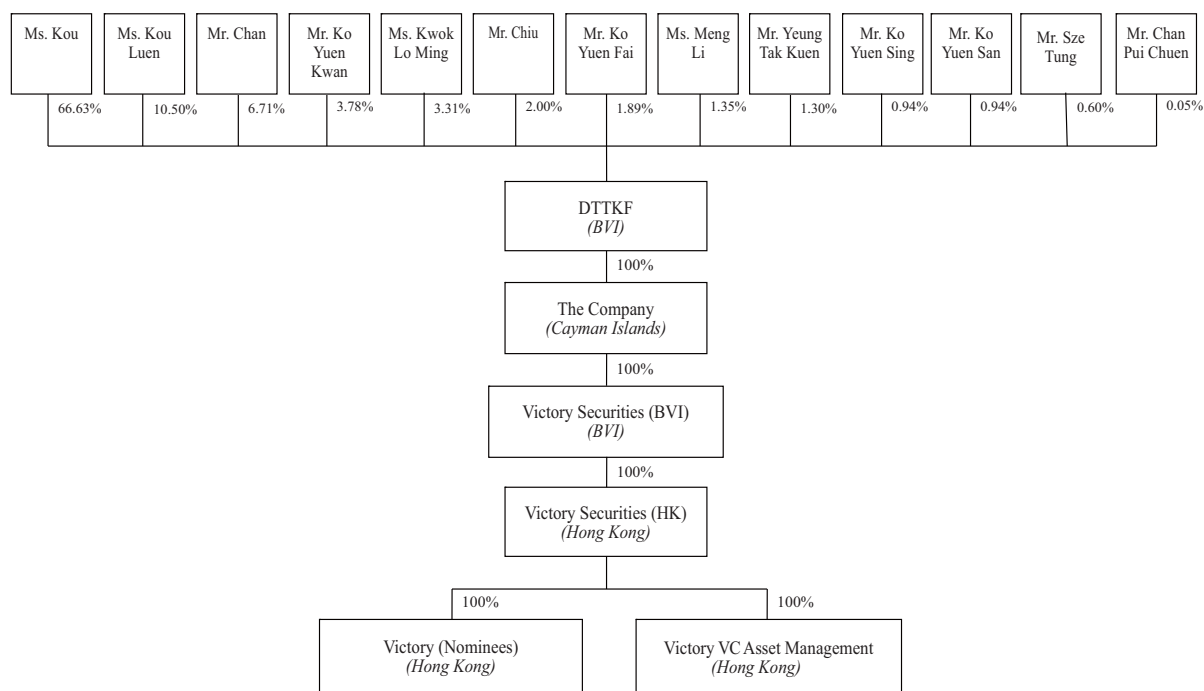 Ms. Kou
Ms. Kou
Luen
Mr. Chan
Mr. Ko
Yuen
Kwan
Ms. Kwok
Lo Ming
Mr. Chiu
Mr. Ko
Yuen Fai
Ms. Meng
Li
Mr. Yeung
Tak Kuen
Mr. Ko
Yuen Sing
Mr. Ko
Yuen San
Mr. Sze
Tung
Mr. Chan
Pui Chuen
66.63%
10.50%
6.71%
3.78%
3.31%
2.00%
1.89%
1.35%
1.30%
0.94%
0.94%
0.60%
0.05%
DTTKF
(BVI)
100%
The Company
(Cayman Islands)
100%
Victory Securities (BVI)
(BVI)
100%
Victory Securities (HK)
(Hong Kong)
100%
100%
Victory (Nominees)
(Hong Kong)
Victory VC Asset Management
(Hong Kong)